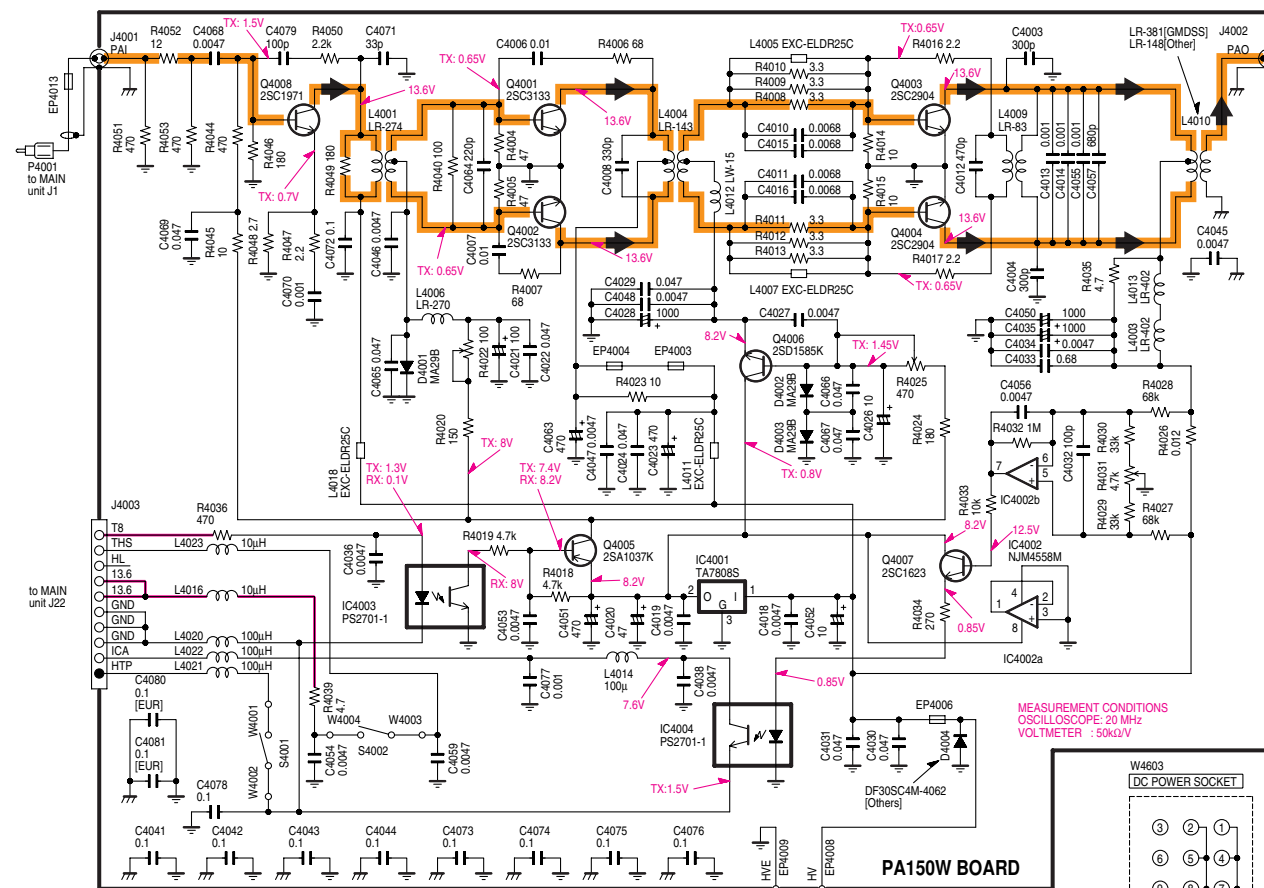 J4001
PAI
R4052
12
C4068
0.0047
TX: 1.5V
C4079
100p
R4050
2.2k
C4071
33p
C4006 0.01
R4006 68
L4005 EXC-ELDR25C
TX:0.65V
R4016 2.2
C4003
300p
LR-381[GMDSS]
LR-148[Other]
J4002
PAO
EP4013
Q4008
2SC1971
13.6V
TX: 0.65V
Q4001
2SC3133
13.6V
R4010 3.3
R4009 3.3
R4008 3.3
Q4003
2SC2904
13.6V
P4001
to MAIN
unit J1
R4051
470
R4053
470
R4044
470
R4046
180
L4001
LR-274
R4049 180
R4040 100
C4064 220p
R4004
47
R4005
47
L4004
LR-143
C4008 330p
L4012 LW-15
C4010 0.0068
C4015 0.0068
C4011 0.0068
C4016 0.0068
R4014
10
R4015
10
C4012 470p
L4009
LR-83
C4013 0.001
C4014 0.001
C4055 0.001
C4057 680p
L4010
TX: 0.7V
C4069
0.047
R4045
10
R4048 2.7
R4047
2.2
C4070
0.001
C4072 0.1
C4046 0.0047
TX: 0.65V
Q4002
2SC3133
C4007
0.01
13.6V
R4007
68
R4011 3.3
R4012 3.3
R4013 3.3
L4007 EXC-ELDR25C
Q4004
2SC2904
13.6V
R4017 2.2
TX: 0.65V
C4004
300p
R4035
4.7
L4013
LR-402
L4003
LR-402
C4045
0.0047
L4006
LR-270
C4065 0.047
D4001
MA29B
R4022 100
C4021 100
C4022 0.047
C4029 0.047
C4048 0.0047
C4028 1000
C4027 0.0047
8.2V
Q4006
2SD1585K
TX: 1.45V
C4050 1000
C4035 1000
C4034 0.0047
C4033 0.68
EP4004
EP4003
R4023 10
D4002
MA29B
D4003
MA29B
C4066
0.047
C4067
0.047
C4026 10
R4025
470
R4024
180
C4056
0.0047
R4032 1M
R4028
68k
R4026
0.012
R4020
150
C4063
470
C4047 0.0047
C4024 0.047
C4023 470
L4011
EXC-ELDR25C
TX: 0.8V
C4032 100p
R4030
33k
R4031
4.7k
R4029
33k
R4027
68k
7
6
5
IC4002b
L4018
EXC-ELDR25C
TX: 1.3V
RX: 0.1V
TX: 8V
TX: 7.4V
RX: 8.2V
R4033
10k
J4003
to MAIN
unit J22
T8
THS
HL
13.6
13.6
GND
GND
GND
ICA
HTP
R4036
470
L4023 10µH
L4016 10µH
L4020 100µH
L4022 100µH
L4021 100µH
C4036
0.0047
R4019 4.7k
RX: 8V
IC4003
PS2701-1
R4018
4.7k
Q4005
2SA1037K
8.2V
C4053
0.0047
C4051
470
C4020
47
C4019
0.0047
IC4001
TA7808S
2
O
I
1
G
3
C4018
0.0047
C4052
10
8.2V
12.5V
Q4007
2SC1623
IC4002
NJM4558M
R4034
270
0.85V
1
2
3
4
8
IC4002a
C4080
0.1
[EUR]
C4081
0.1
[EUR]
W4001
S4001
W4002
R4039
4.7
C4054
0.0047
W4004
W4003
S4002
C4059
0.0047
C4077
0.001
L4014
100µ
7.6V
C4038
0.0047
0.85V
IC4004
PS2701-1
TX:1.5V
C4031
0.047
C4030
0.047
EP4006
D4004
DF30SC4M-4062
[Others]
MEASUREMENT CONDITIONS
OSCILLOSCOPE: 20 MHz
VOLTMETER : 50kΩ/V
C4078
0.1
C4041
0.1
C4042
0.1
C4043
0.1
C4044
0.1
C4073
0.1
C4074
0.1
C4075
0.1
C4076
0.1
HVE
EP4009
HV
EP4008
PA150W BOARD
W4603
DC POWER SOCKET
3 2 1
6 5 4
9 8 7